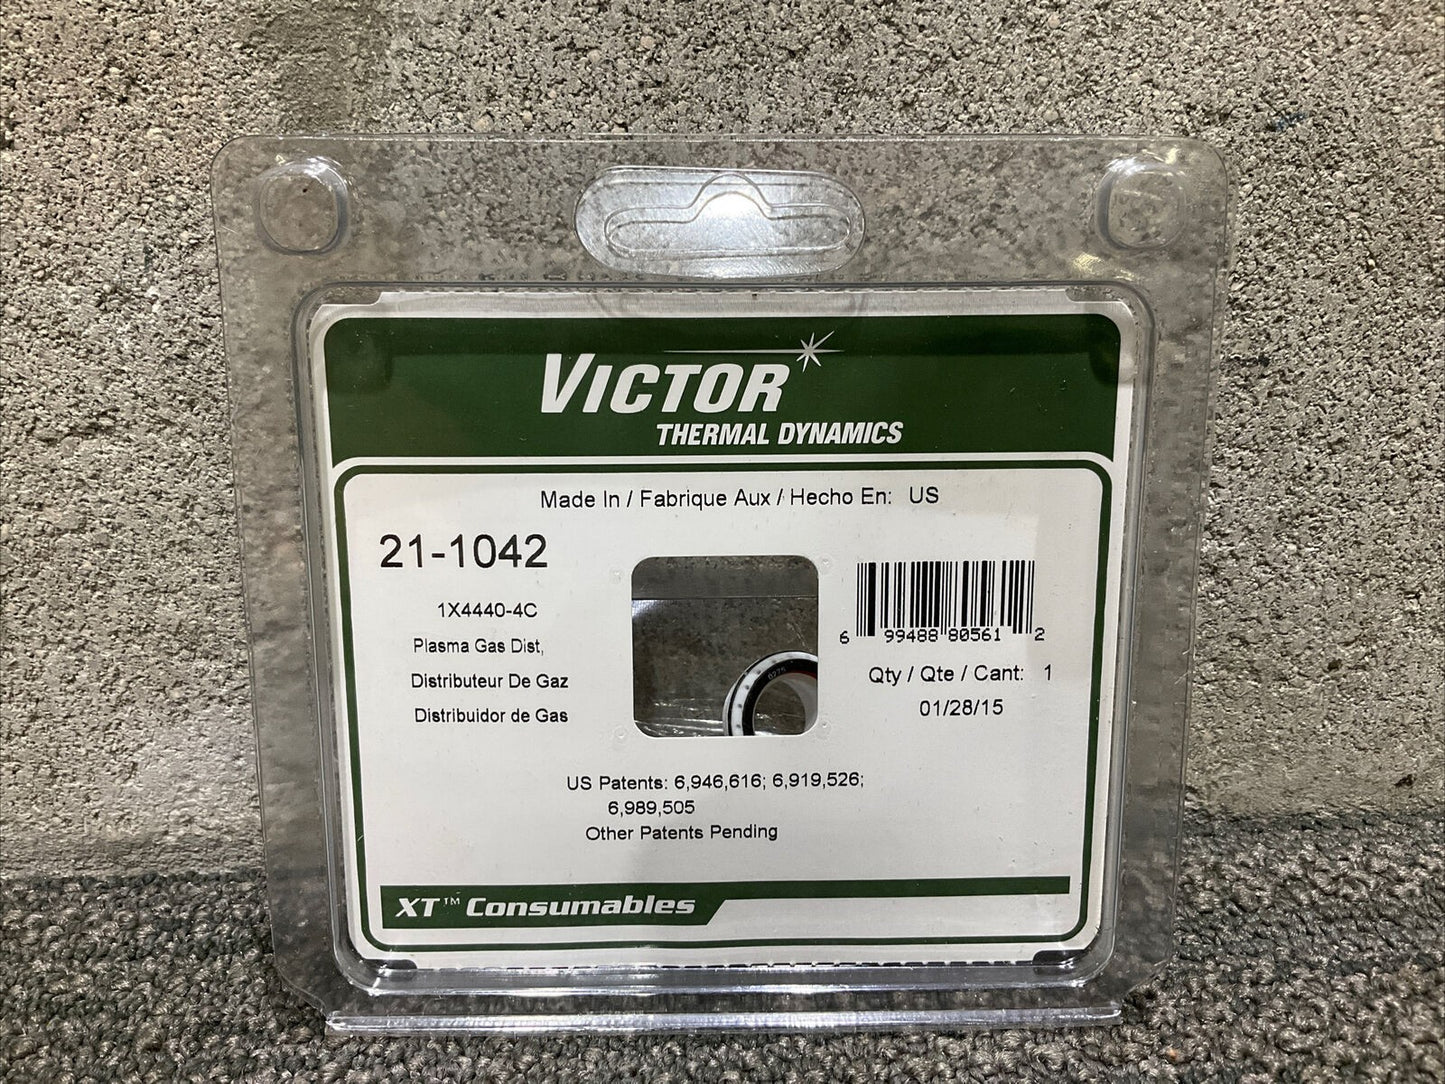 VICTOR
THERMAL DYNAMICS
Made In / Fabrique Aux / Hecho En: US
21-1042
1X4440-4C
Plasma Gas Dist,
Distributeur De Gaz
Distribuidor de Gas
6 99488 80561 2
Qty / Qte / Cant: 1
01/28/15
US Patents: 6,946,616; 6,919,526;
6,989,505
Other Patents Pending
XT™ Consumables